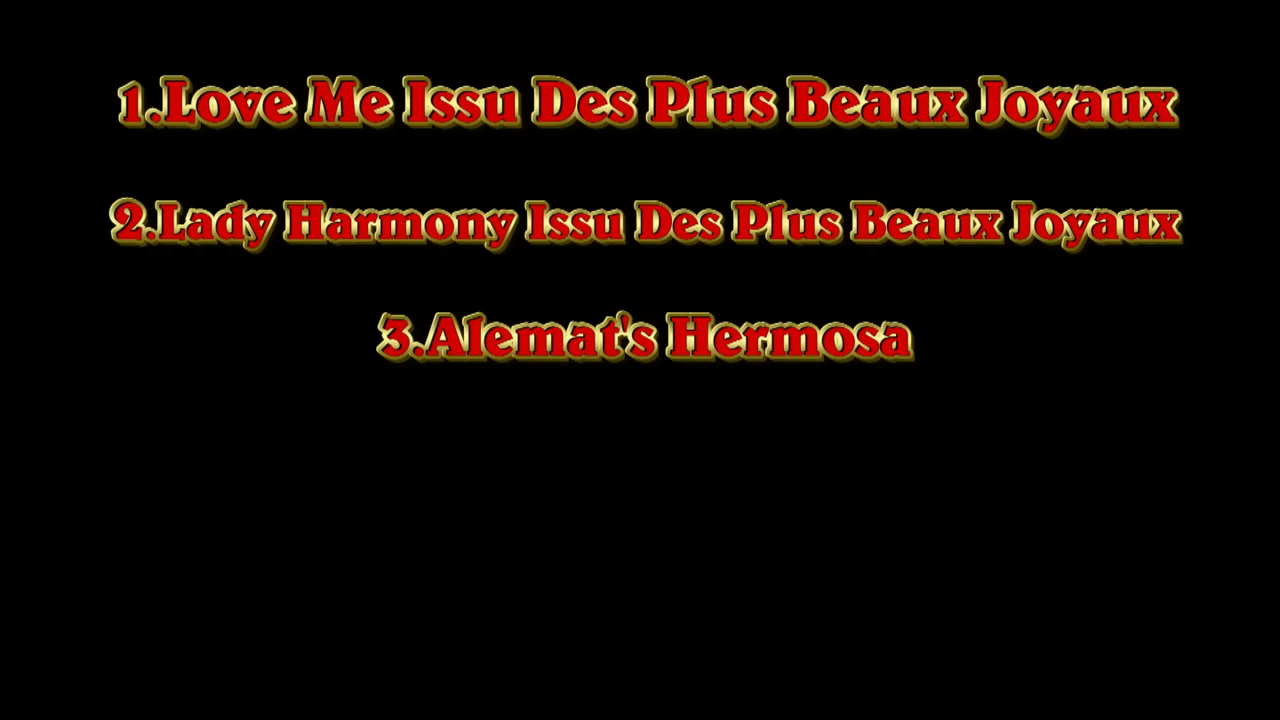 1.Love Me Issu Des Plus Beaux Joyaux
2.Lady Harmony Issu Des Plus Beaux Joyaux
3.Alemat's Hermosa